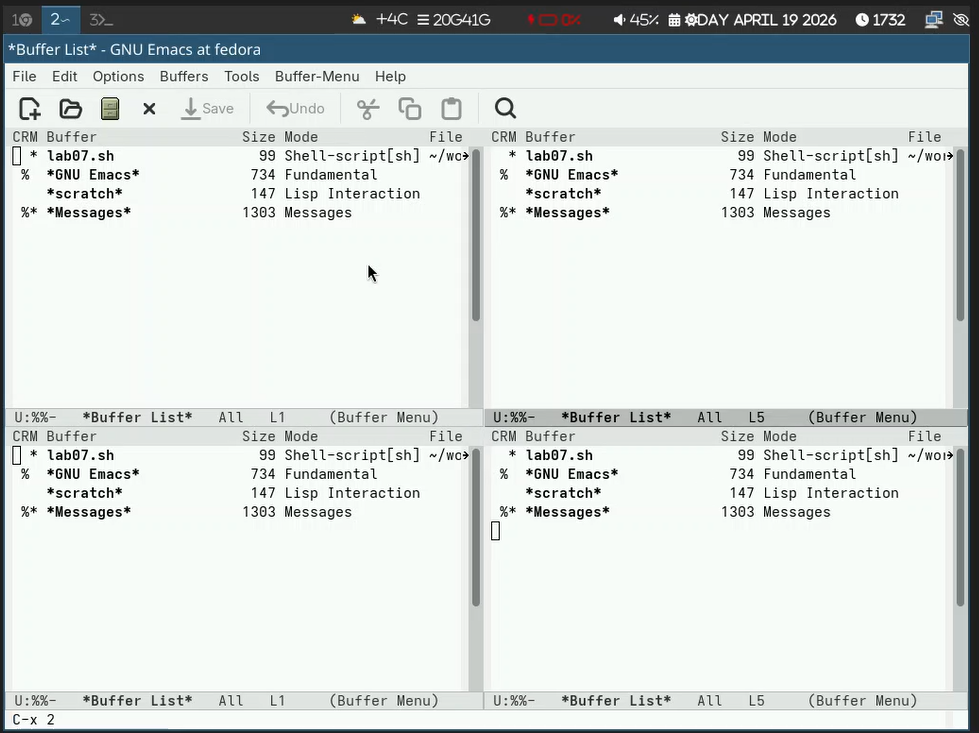 1 2 3 +4C 20G41G 45% DAY APRIL 19 2026 1732
*Buffer List* - GNU Emacs at fedora
File Edit Options Buffers Tools Buffer-Menu Help
Save Undo
CRM Buffer Size Mode File
* lab07.sh 99 Shell-script[sh] ~/wo
% *GNU Emacs* 734 Fundamental
*scratch* 147 Lisp Interaction
%* *Messages* 1303 Messages
U:%%- *Buffer List* All L1 (Buffer Menu)
CRM Buffer Size Mode File
* lab07.sh 99 Shell-script[sh] ~/wo
% *GNU Emacs* 734 Fundamental
*scratch* 147 Lisp Interaction
%* *Messages* 1303 Messages
U:%%- *Buffer List* All L5 (Buffer Menu)
CRM Buffer Size Mode File
* lab07.sh 99 Shell-script[sh] ~/wo
% *GNU Emacs* 734 Fundamental
*scratch* 147 Lisp Interaction
%* *Messages* 1303 Messages
U:%%- *Buffer List* All L1 (Buffer Menu)
CRM Buffer Size Mode File
* lab07.sh 99 Shell-script[sh] ~/wo
% *GNU Emacs* 734 Fundamental
*scratch* 147 Lisp Interaction
%* *Messages* 1303 Messages
U:%%- *Buffer List* All L5 (Buffer Menu)
C-x 2